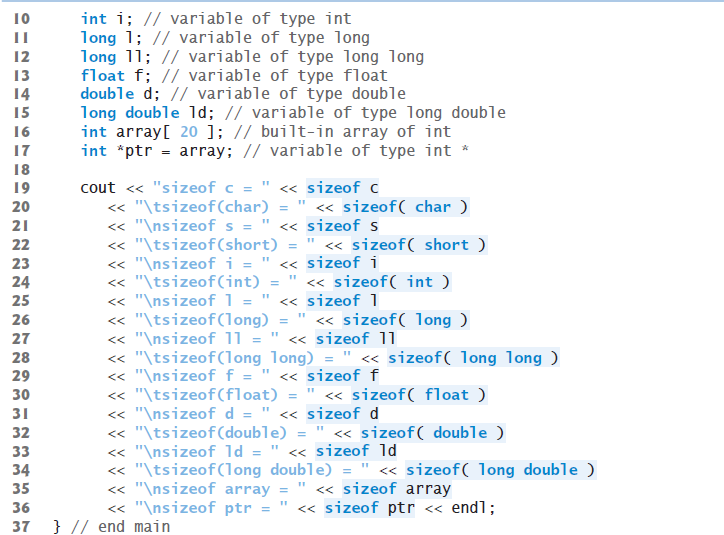 10 int i; // variable of type int
11 long l; // variable of type long
12 long ll; // variable of type long long
13 float f; // variable of type float
14 double d; // variable of type double
15 long double ld; // variable of type long double
16 int array[ 20 ]; // built-in array of int
17 int *ptr = array; // variable of type int *
18
19 cout << "sizeof c = " << sizeof c
20 << "\tsizeof(char) = " << sizeof( char )
21 << "\nsizeof s = " << sizeof s
22 << "\tsizeof(short) = " << sizeof( short )
23 << "\nsizeof i = " << sizeof i
24 << "\tsizeof(int) = " << sizeof( int )
25 << "\nsizeof l = " << sizeof l
26 << "\tsizeof(long) = " << sizeof( long )
27 << "\nsizeof ll = " << sizeof ll
28 << "\tsizeof(long long) = " << sizeof( long long )
29 << "\nsizeof f = " << sizeof f
30 << "\tsizeof(float) = " << sizeof( float )
31 << "\nsizeof d = " << sizeof d
32 << "\tsizeof(double) = " << sizeof( double )
33 << "\nsizeof ld = " << sizeof ld
34 << "\tsizeof(long double) = " << sizeof( long double )
35 << "\nsizeof array = " << sizeof array
36 << "\nsizeof ptr = " << sizeof ptr << endl;
37 } // end main